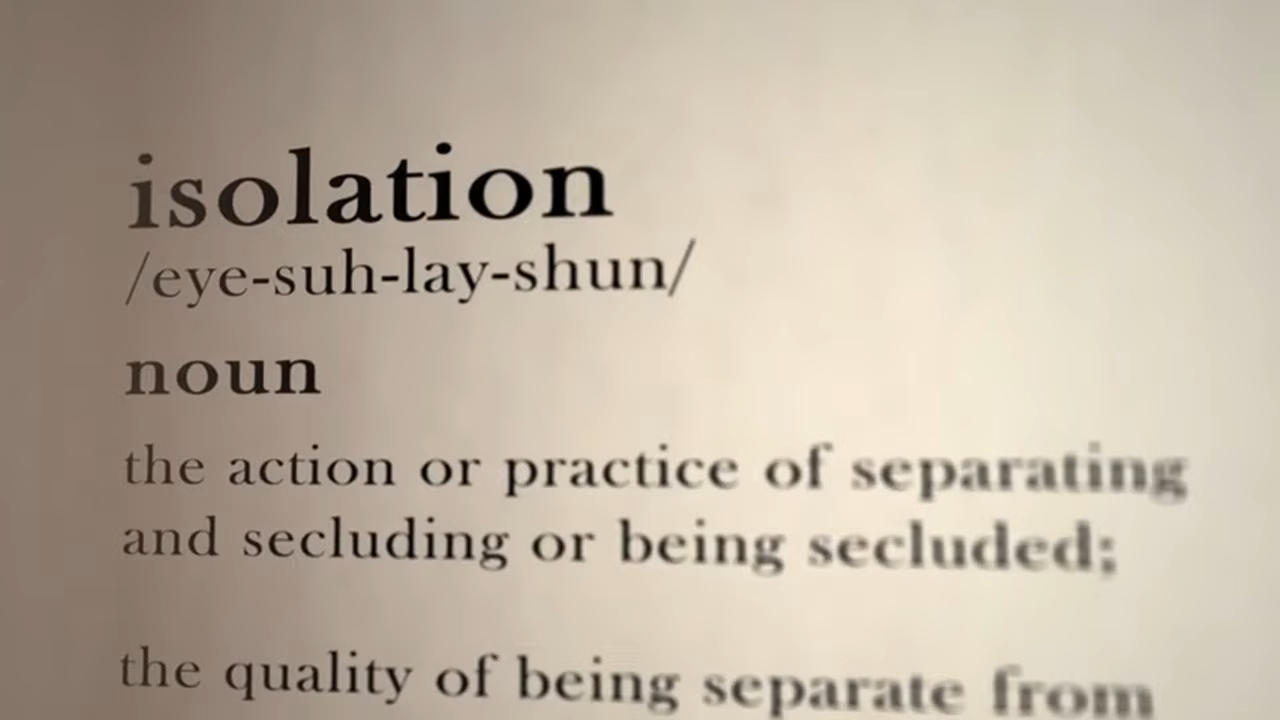 isolation
/eye-suh-lay-shun/
noun
the action or practice of separating
and secluding or being secluded;
the quality of being separate from